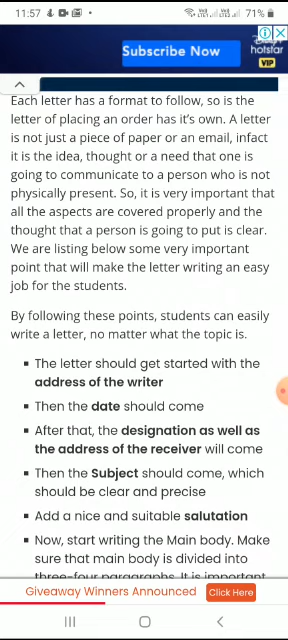 11:57
71%
Subscribe Now
hotstar
VIP
Each letter has a format to follow, so is the
letter of placing an order has it's own. A letter
is not just a piece of paper or an email, infact
it is the idea, thought or a need that one is
going to communicate to a person who is not
physically present. So, it is very important that
all the aspects are covered properly and the
thought that a person is going to put is clear.
We are listing below some very important
point that will make the letter writing an easy
job for the students.
By following these points, students can easily
write a letter, no matter what the topic is.
The letter should get started with the
address of the writer
Then the date should come
After that, the designation as well as
the address of the receiver will come
Then the Subject should come, which
should be clear and precise
Add a nice and suitable salutation
Now, start writing the Main body. Make
sure that main body is divided into
three-four paragraphs. It is important
Giveaway Winners Announced Click Here